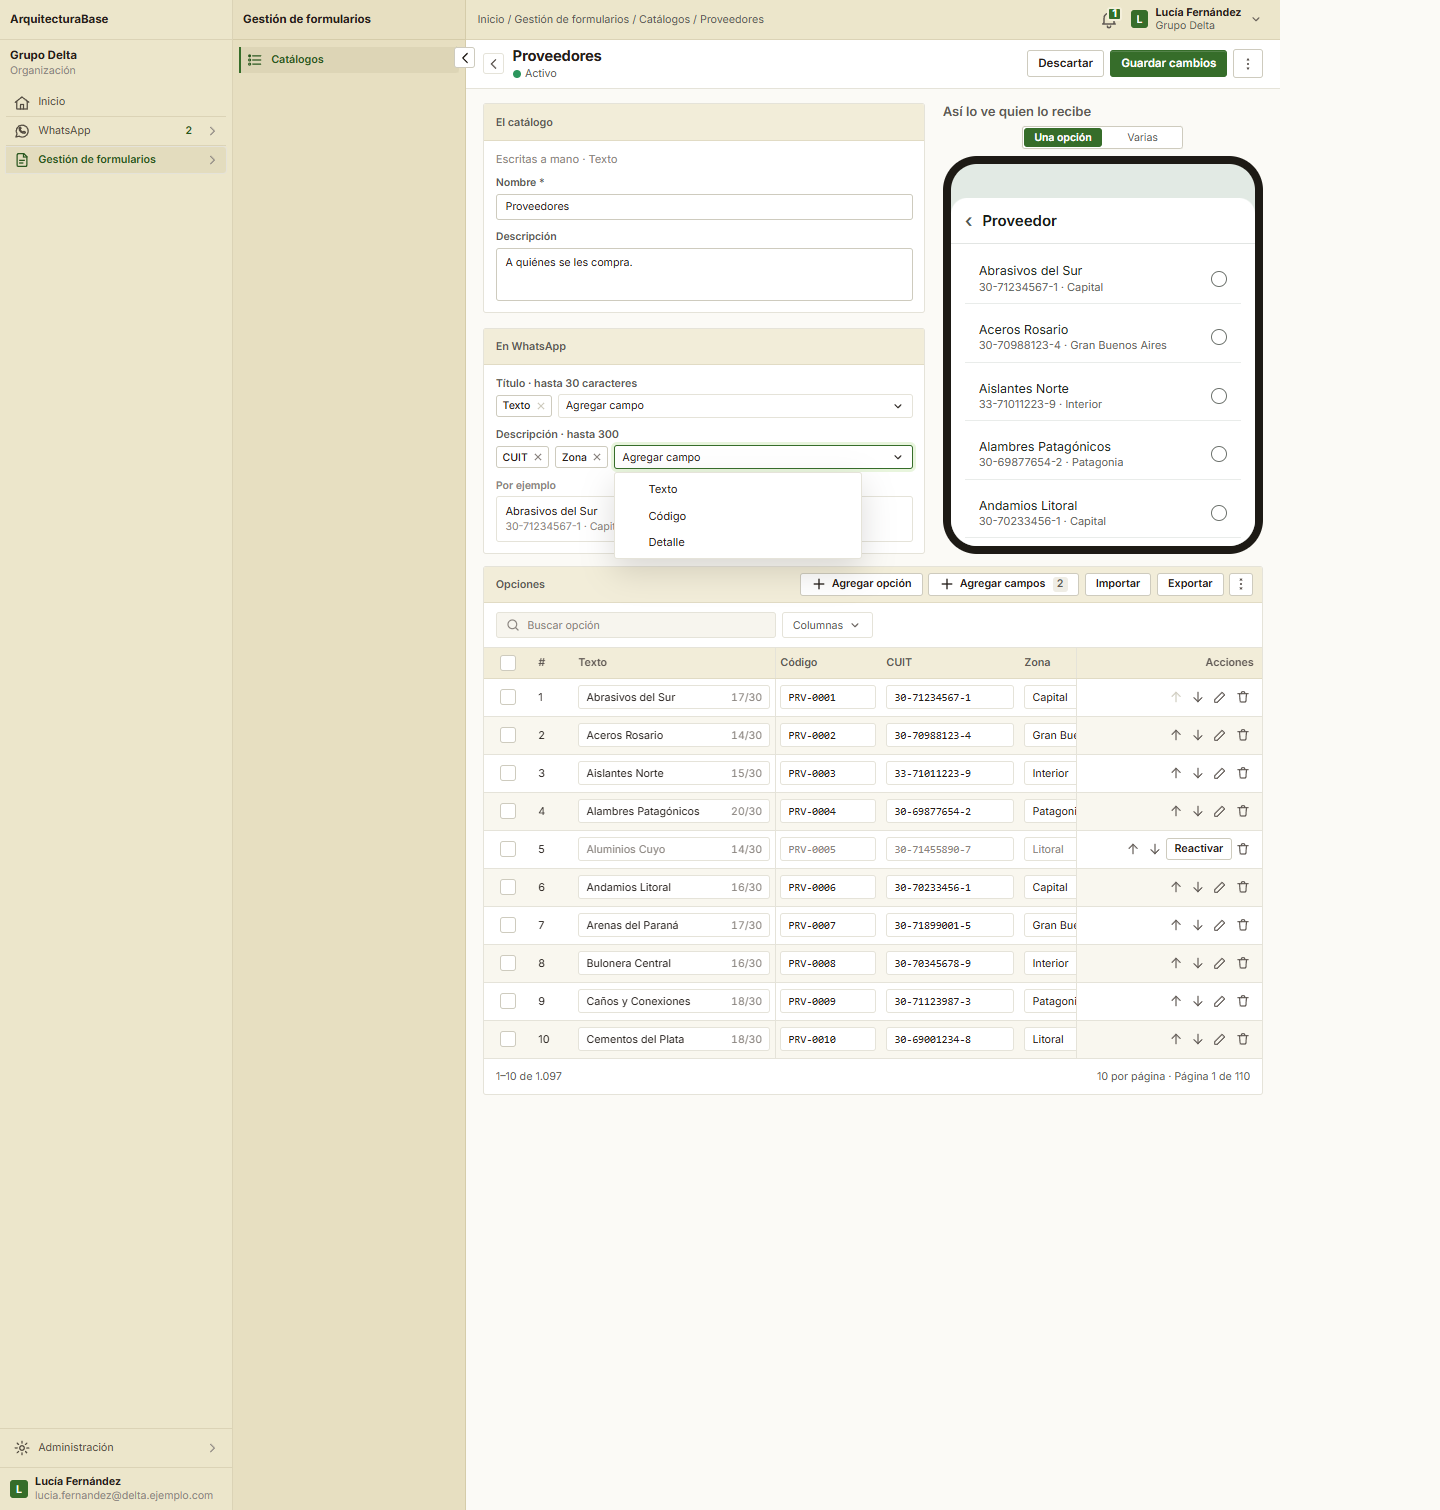 ArquitecturaBase
Grupo Delta
Organización
Inicio
WhatsApp 2
Gestión de formularios
Administración
L Lucía Fernández
lucia.fernandez@delta.ejemplo.com
Gestión de formularios
Catálogos
Inicio / Gestión de formularios / Catálogos / Proveedores
1
L Lucía Fernández
Grupo Delta
Proveedores
Activo
Descartar Guardar cambios
El catálogo
Escritas a mano · Texto
Nombre *
Proveedores
Descripción
A quiénes se les compra.
En WhatsApp
Título · hasta 30 caracteres
Texto Agregar campo
Descripción · hasta 300
CUIT Zona Agregar campo
Texto
Código
Detalle
Por ejemplo
Abrasivos del Sur
30-71234567-1 · Capit
Así lo ve quien lo recibe
Una opción Varias
Proveedor
Abrasivos del Sur
30-71234567-1 · Capital
Aceros Rosario
30-70988123-4 · Gran Buenos Aires
Aislantes Norte
33-71011223-9 · Interior
Alambres Patagónicos
30-69877654-2 · Patagonia
Andamios Litoral
30-70233456-1 · Capital
Opciones Agregar opción Agregar campos 2 Importar Exportar
Buscar opción Columnas
# Texto Código CUIT Zona Acciones
1 Abrasivos del Sur 17/30 PRV-0001 30-71234567-1 Capital
2 Aceros Rosario 14/30 PRV-0002 30-70988123-4 Gran Bue
3 Aislantes Norte 15/30 PRV-0003 33-71011223-9 Interior
4 Alambres Patagónicos 20/30 PRV-0004 30-69877654-2 Patagoni
5 Aluminios Cuyo 14/30 PRV-0005 30-71455890-7 Litoral Reactivar
6 Andamios Litoral 16/30 PRV-0006 30-70233456-1 Capital
7 Arenas del Paraná 17/30 PRV-0007 30-71899001-5 Gran Bue
8 Bulonera Central 16/30 PRV-0008 30-70345678-9 Interior
9 Caños y Conexiones 18/30 PRV-0009 30-71123987-3 Patagoni
10 Cementos del Plata 18/30 PRV-0010 30-69001234-8 Litoral
1–10 de 1.097 10 por página · Página 1 de 110